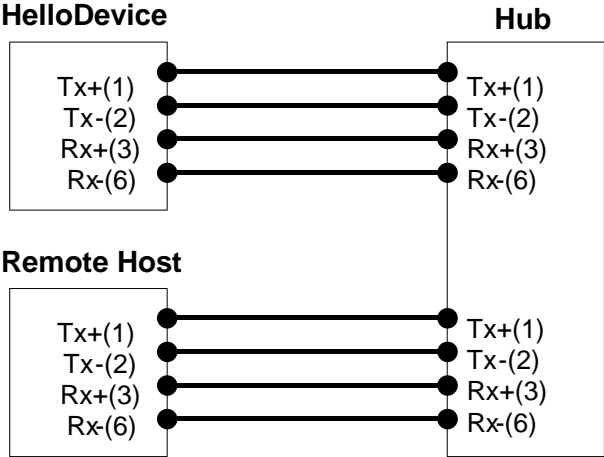 HelloDevice
Hub
Tx+(1)
Tx-(2)
Rx+(3)
Rx-(6)
Tx+(1)
Tx-(2)
Rx+(3)
Rx-(6)
Remote Host
Tx+(1)
Tx-(2)
Rx+(3)
Rx-(6)
Tx+(1)
Tx-(2)
Rx+(3)
Rx-(6)